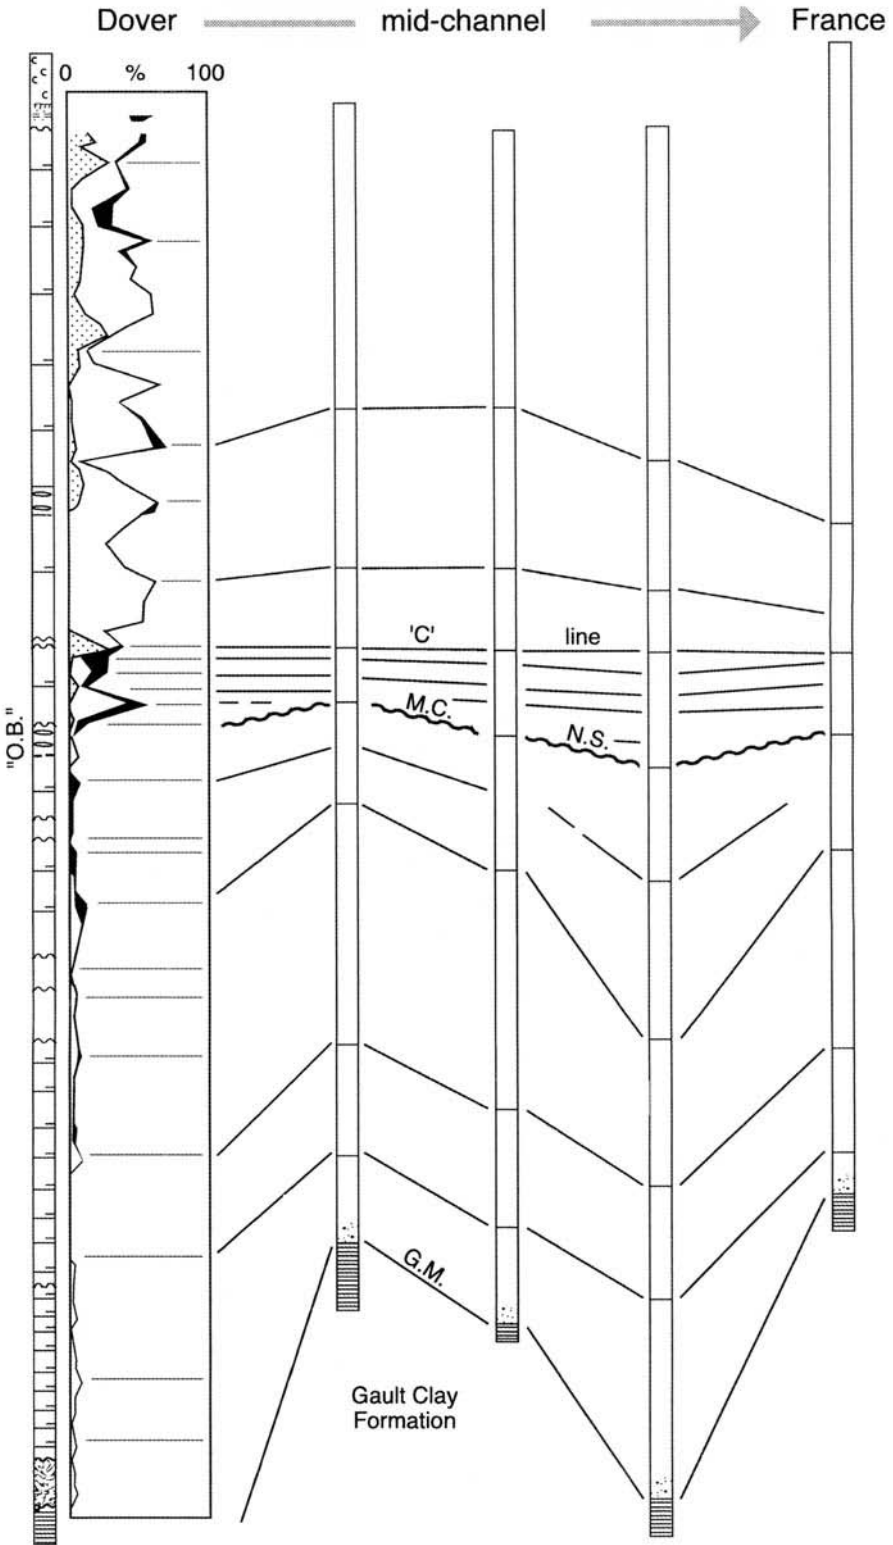 Dover mid-channel France
0 % 100
'C' line
M.C.
N.S.
"O.B."
G.M.
Gault Clay
Formation